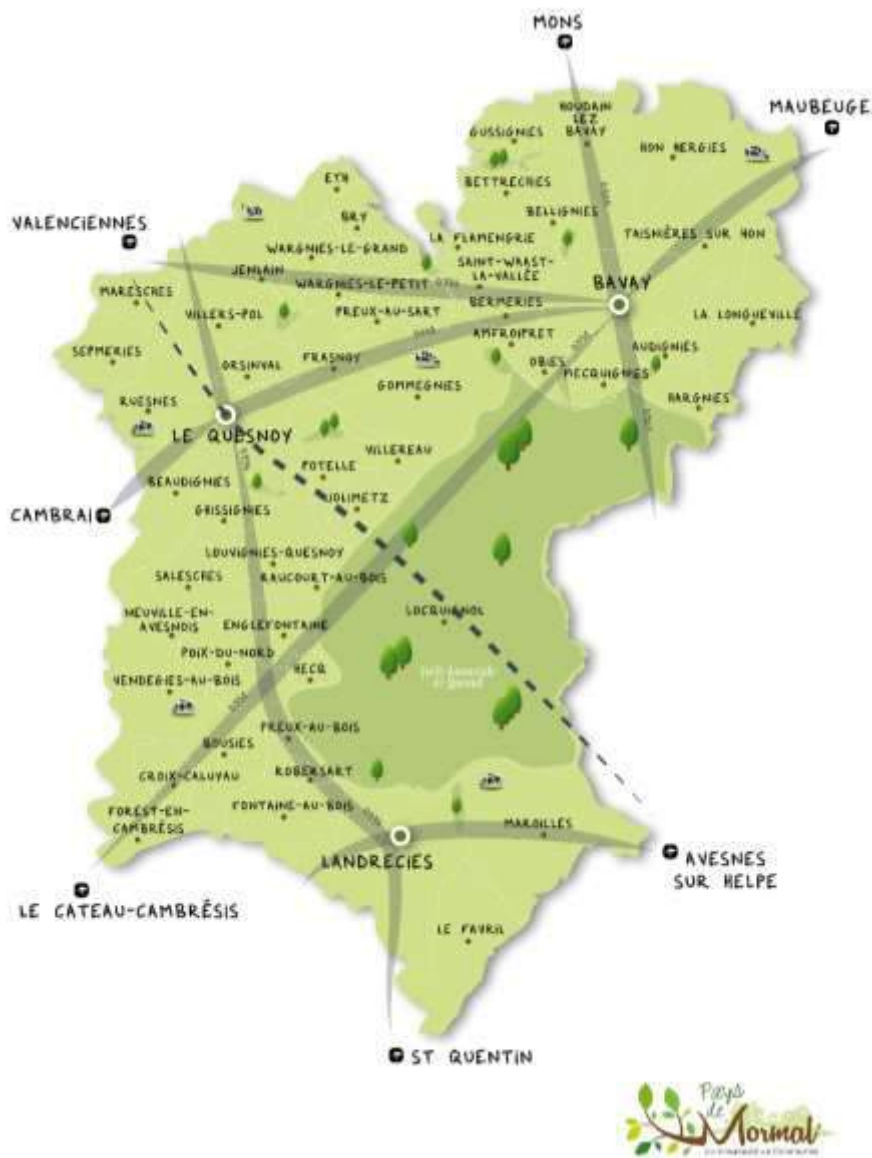 MONS
MAUBEUGE
HOUDAIN
LEZ
BAVAY
GUSSIGNIES
HON HERGIES
ETH
BETTRECHES
BRY
BELLIGNIES
VALENCIENNES
LA FLAMENGRIE
TAISNIÈRES SUR HON
WARGNIES-LE-GRAND
SAINT-WAAST-
LA-VALLÉE
JENLAIN
BAVAY
MARESCHES
WARGNIES-LE-PETIT
BERMERIES
VILLERS-POL
PREUX-AU-SART
LA LONGUEVILLE
AMFROIPRET
SEPMERIES
AUDIGNIES
ORSINVAL
FRASNOY
OBIES
MECQUIGNIES
GOMMEGNIES
RUESNES
HARGNIES
LE QUESNOY
VILLEREAU
POTELLE
BEAUDIGNIES
JOLIMETZ
CAMBRAI
GHISSIGNIES
LOUVIGNIES-QUESNOY
SALESCHES
RAUCOURT-AU-BOIS
NEUVILLE-EN-
AVESNOIS
ENGLEFONTAINE
LOCQUIGNOL
POIX-DU-NORD
HECQ
VENDEGIES-AU-BOIS
PREUX-AU-BOIS
BOUSIES
CROIX-CALUYAU
ROBERSART
FOREST-EN-
CAMBRÉSIS
FONTAINE-AU-BOIS
MAROILLES
LANDRECIES
AVESNES
SUR HELPE
LE CATEAU-CAMBRÉSIS
LE FAVRIL
ST QUENTIN
Pays
de
Mormal